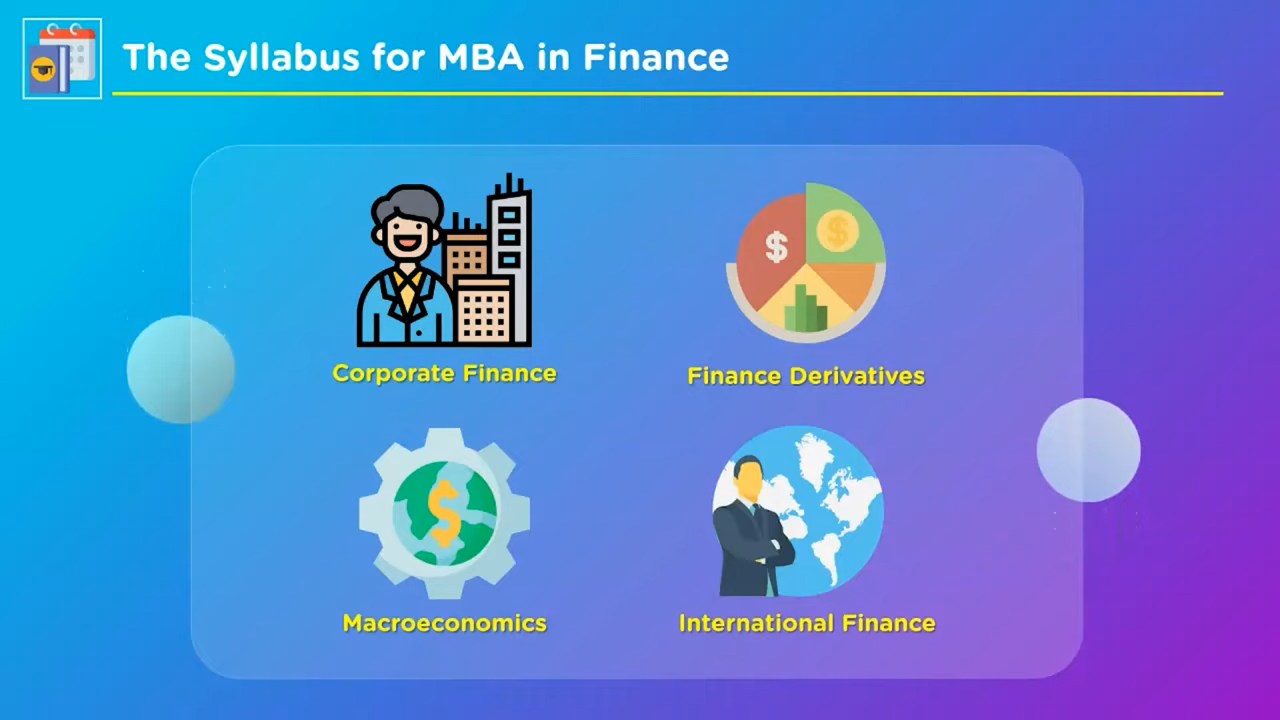 The Syllabus for MBA in Finance
Corporate Finance
Finance Derivatives
Macroeconomics
International Finance